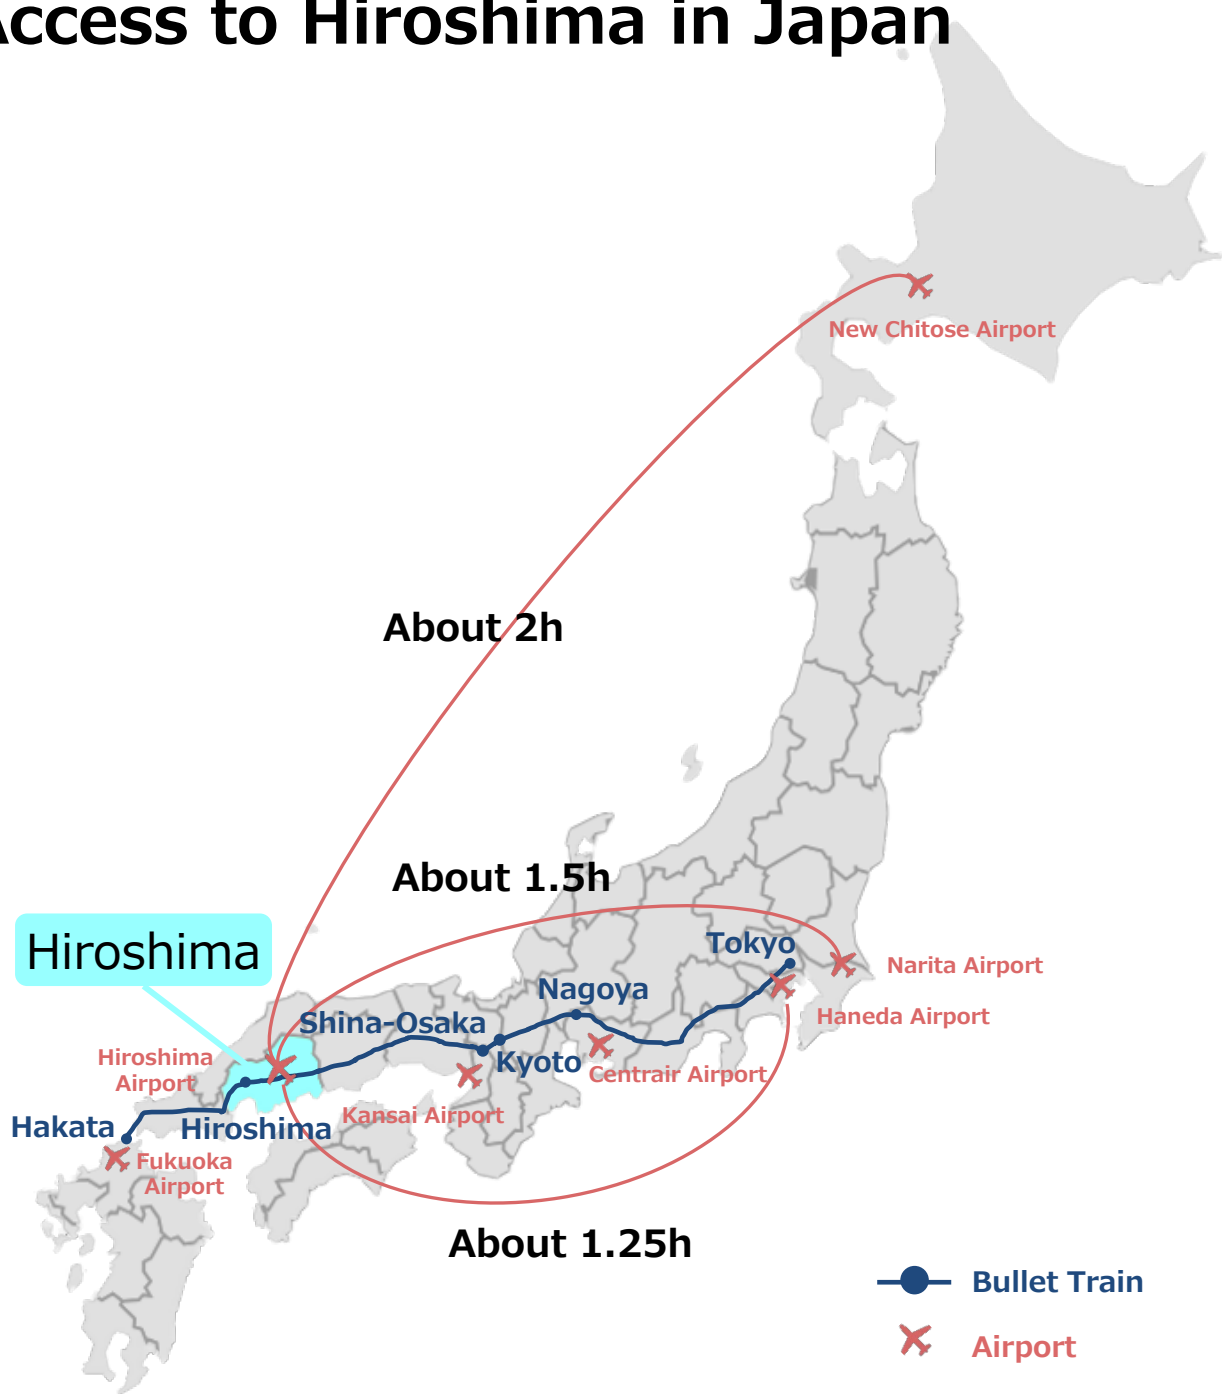 Access to Hiroshima in Japan
New Chitose Airport
About 2h
About 1.5h
Hiroshima
Tokyo
Narita Airport
Nagoya
Haneda Airport
Shina-Osaka
Kyoto
Hiroshima
Airport
Centrair Airport
Kansai Airport
Hakata
Hiroshima
Fukuoka
Airport
About 1.25h
Bullet Train
Airport